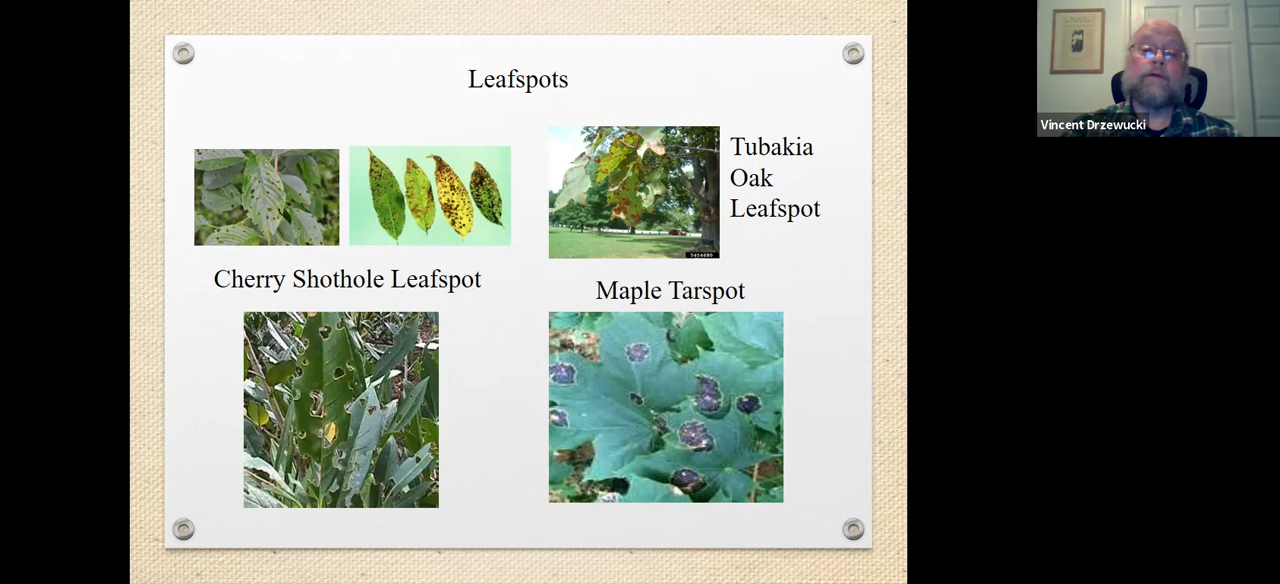 Leafspots
Tubakia
Oak
Leafspot
Cherry Shothole Leafspot
Maple Tarspot
Vincent Drzewucki